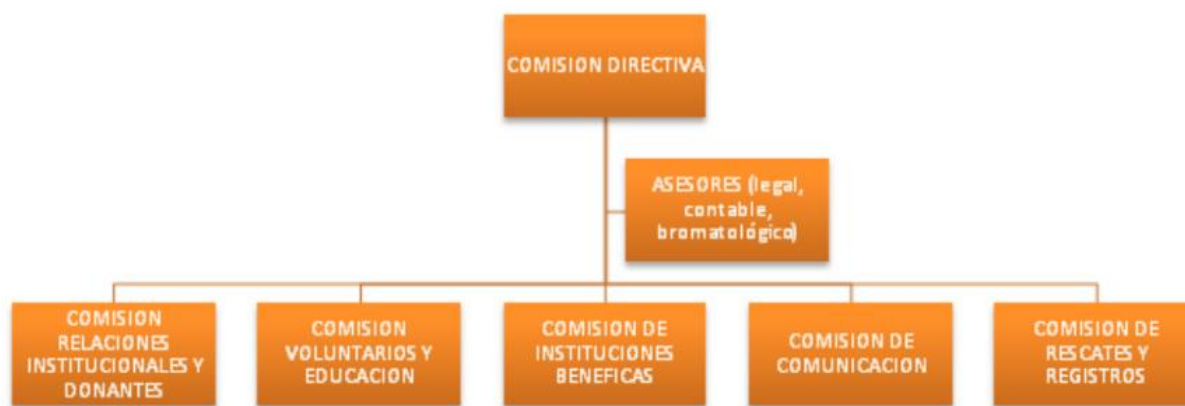 COMISION DIRECTIVA
ASESORES (legal,
contable,
bromatológico)
COMISION
RELACIONES
INSTITUCIONALES Y
DONANTES
COMISION
VOLUNTARIOS Y
EDUCACION
COMISION DE
INSTITUCIONES
BENEFICAS
COMISION DE
COMUNICACION
COMISION DE
RESCATES Y
REGISTROS